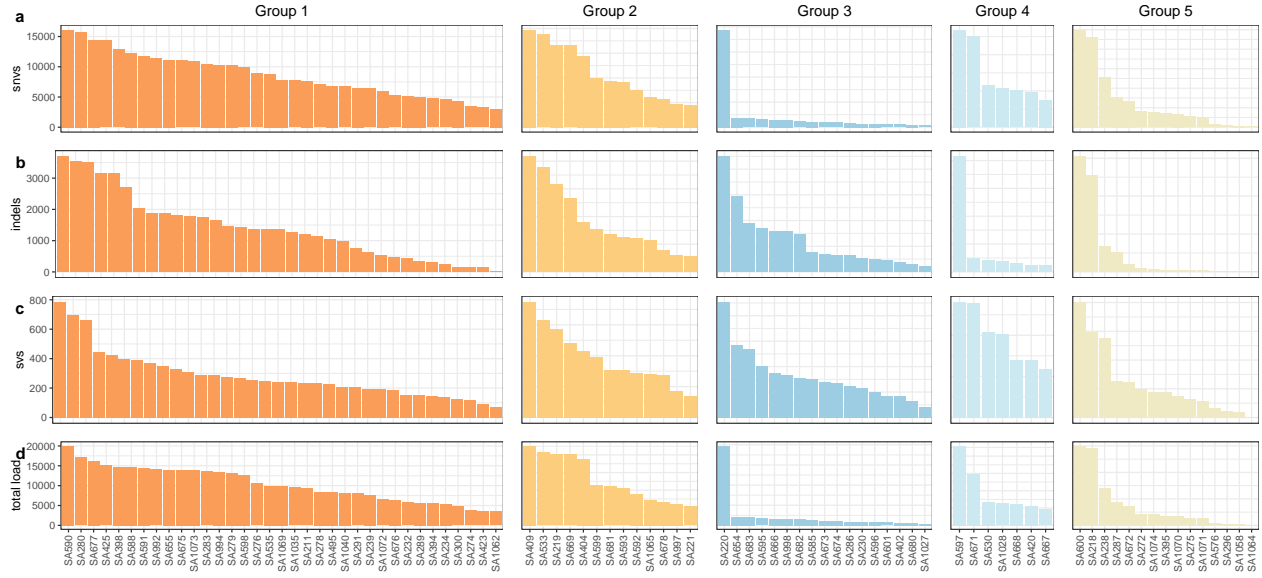 a
Group 1
Group 2
Group 3
Group 4
Group 5
snvs
15000
10000
5000
0
b
indels
3000
2000
1000
0
c
svs
800
600
400
200
0
d
total load
20000
15000
10000
5000
0
SA590
SA280
SA677
SA425
SA398
SA588
SA591
SA992
SA655
SA675
SA1073
SA283
SA994
SA279
SA598
SA276
SA535
SA1069
SA1035
SA211
SA278
SA495
SA1040
SA291
SA239
SA1072
SA676
SA232
SA289
SA394
SA234
SA300
SA274
SA423
SA1062
SA409
SA533
SA219
SA669
SA404
SA599
SA681
SA593
SA592
SA1065
SA678
SA997
SA221
SA220
SA654
SA683
SA595
SA666
SA998
SA682
SA585
SA673
SA674
SA286
SA230
SA596
SA601
SA402
SA680
SA1027
SA597
SA671
SA530
SA1028
SA668
SA420
SA667
SA600
SA218
SA238
SA287
SA672
SA272
SA1074
SA395
SA1070
SA275
SA1071
SA576
SA296
SA1058
SA1064